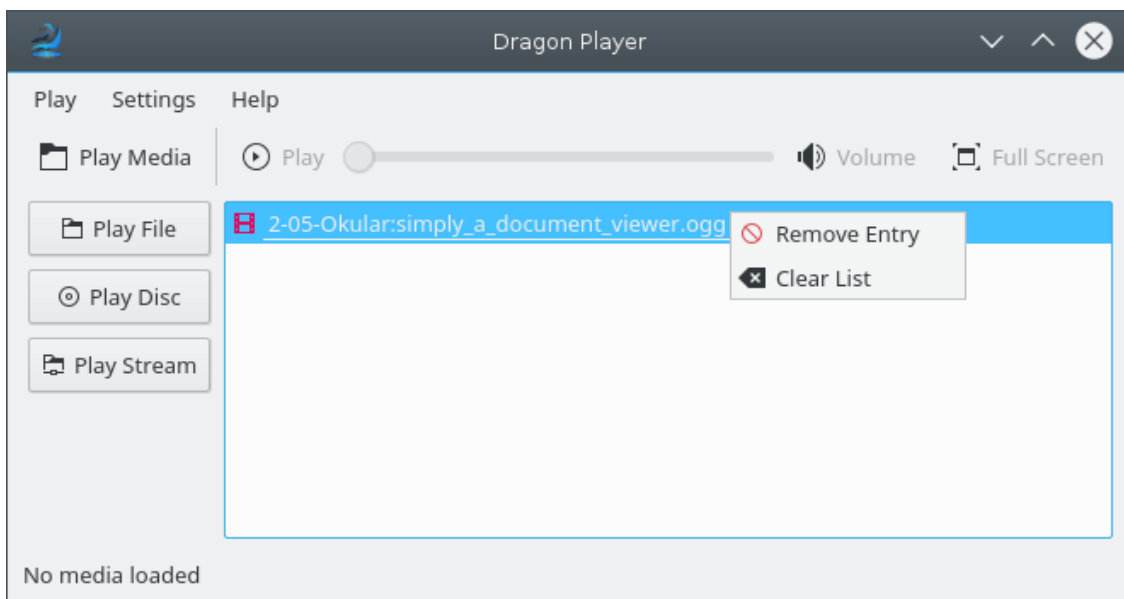 Dragon Player
Play Settings Help
Play Media Play Volume Full Screen
Play File
2-05-Okular:simply_a_document_viewer.ogg
Remove Entry
Clear List
Play Disc
Play Stream
No media loaded